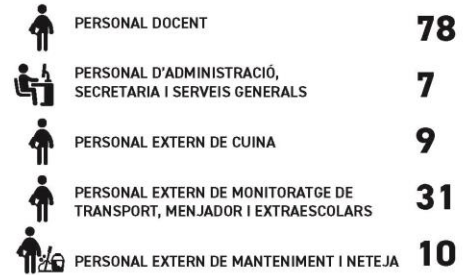 PERSONAL DOCENT 78
PERSONAL D'ADMINISTRACIÓ,
SECRETARIA I SERVEIS GENERALS 7
PERSONAL EXTERN DE CUINA 9
PERSONAL EXTERN DE MONITORATGE DE
TRANSPORT, MENJADOR I EXTRAESCOLARS 31
PERSONAL EXTERN DE MANTENIMENT I NETEJA 10